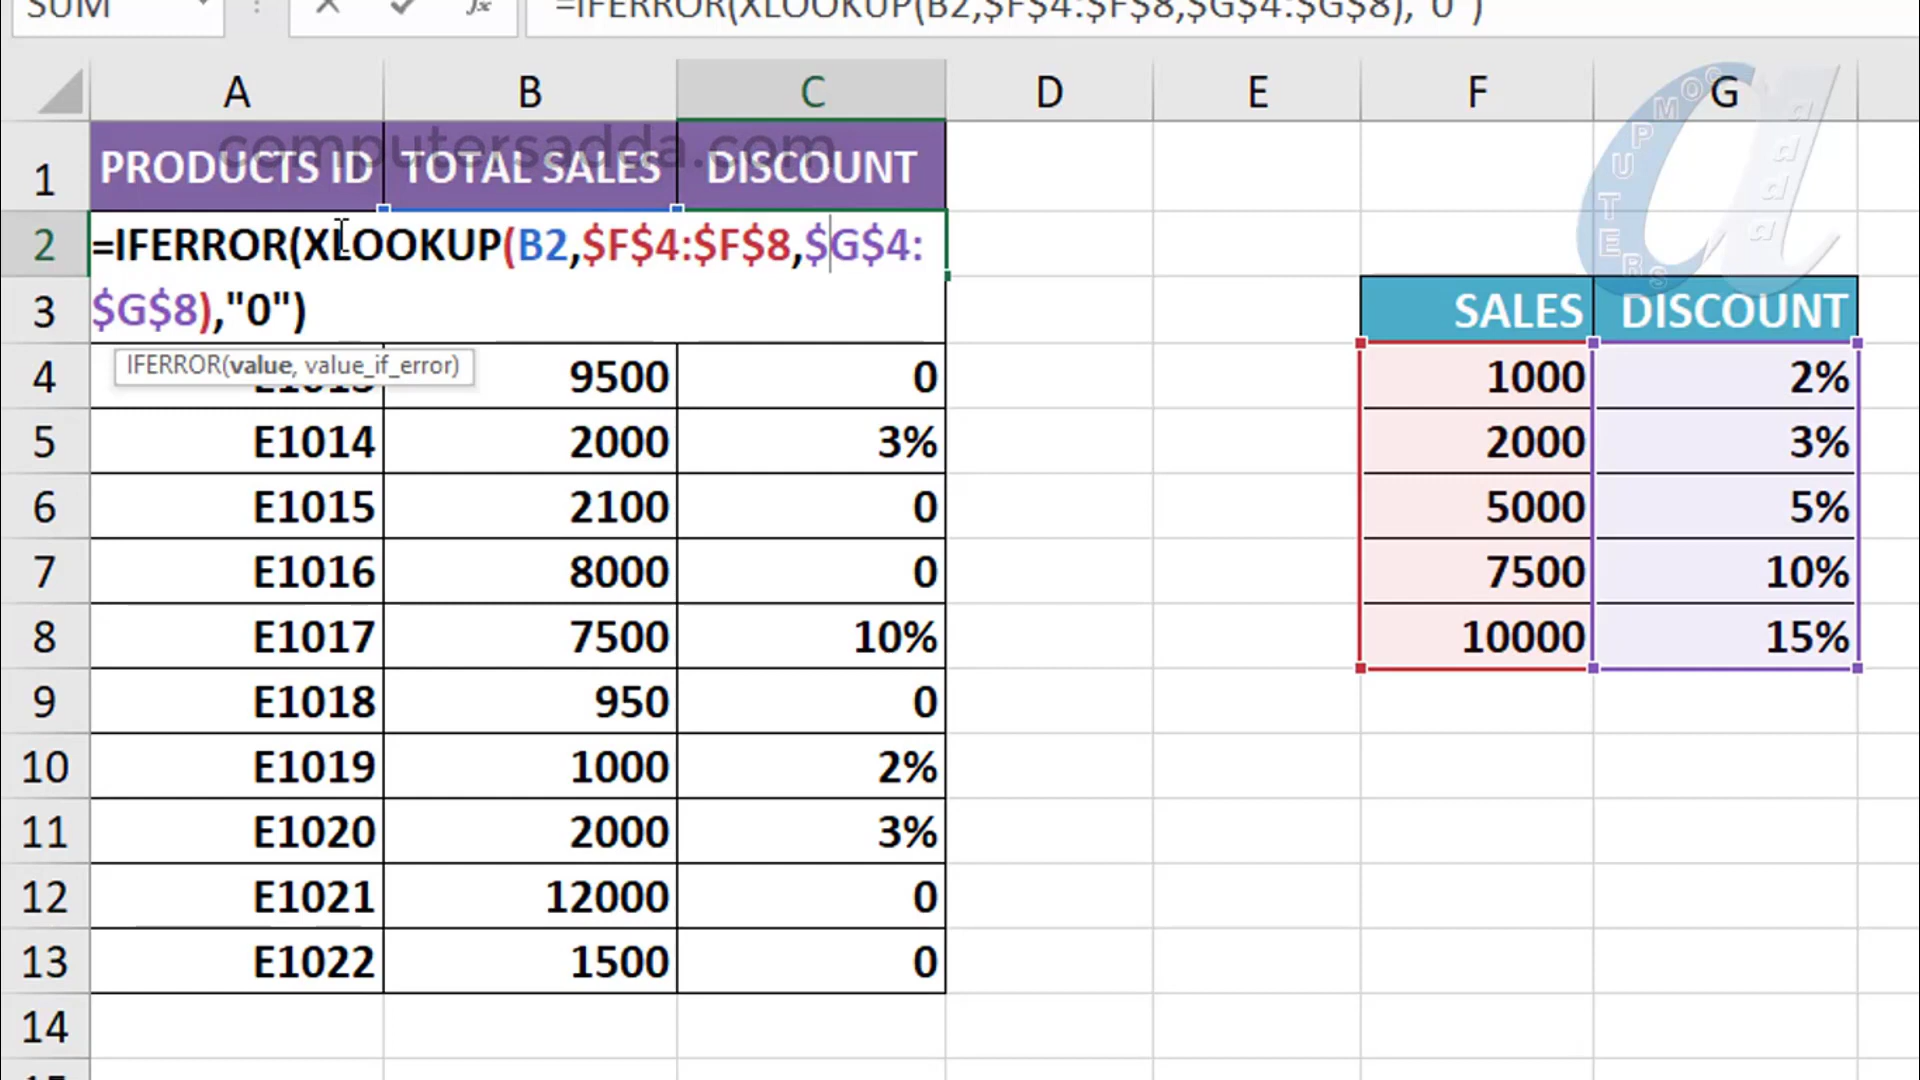 SUM =IFERROR(XLOOKUP(B2,$F$4:$F$8,$G$4:$G$8),"0")
A B C D E F G
computersadda.com
COMPUTERS adda
1 PRODUCTS ID TOTAL SALES DISCOUNT
2 =IFERROR(XLOOKUP(B2,$F$4:$F$8,$G$4:
3 $G$8),"0") SALES DISCOUNT
IFERROR(value, value_if_error)
4 9500 0 1000 2%
5 E1014 2000 3% 2000 3%
6 E1015 2100 0 5000 5%
7 E1016 8000 0 7500 10%
8 E1017 7500 10% 10000 15%
9 E1018 950 0
10 E1019 1000 2%
11 E1020 2000 3%
12 E1021 12000 0
13 E1022 1500 0
14